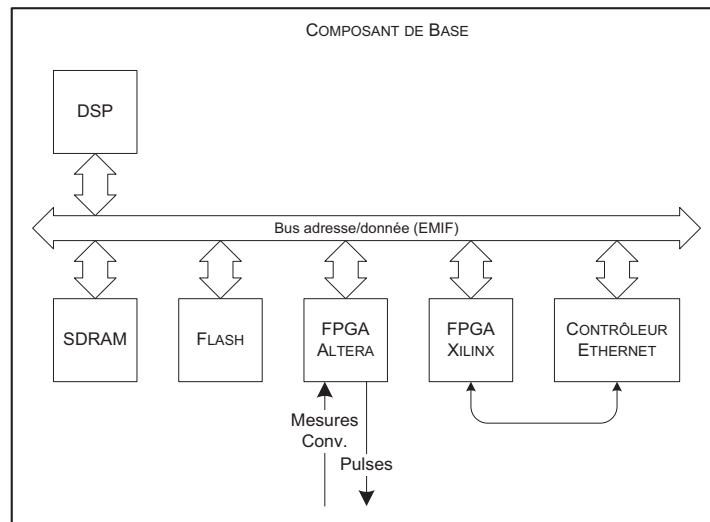 COMPOSANT DE BASE
DSP
Bus adresse/donnée (EMIF)
SDRAM
FLASH
FPGA
ALTERA
FPGA
XILINX
CONTRÔLEUR
ETHERNET
Mesures
Conv.
Pulses